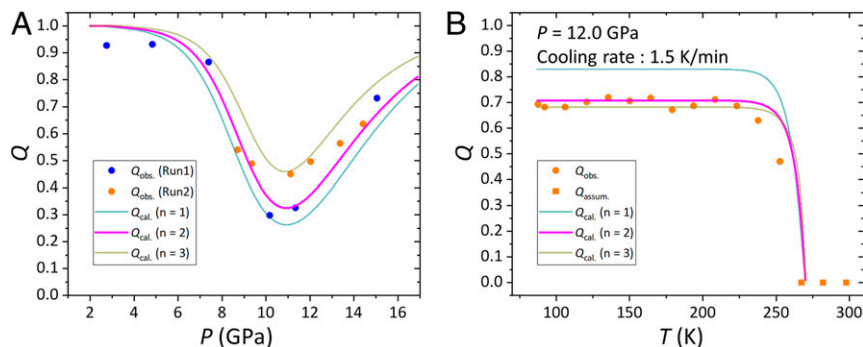 A
Q
1.0
0.9
0.8
0.7
0.6
0.5
0.4
0.3
0.2
0.1
0.0
Qobs. (Run1)
Qobs. (Run2)
Qcal. (n = 1)
Qcal. (n = 2)
Qcal. (n = 3)
2 4 6 8 10 12 14 16
P (GPa)
B
P = 12.0 GPa
Cooling rate : 1.5 K/min
Q
1.0
0.9
0.8
0.7
0.6
0.5
0.4
0.3
0.2
0.1
0.0
Qobs.
Qassum.
Qcal. (n = 1)
Qcal. (n = 2)
Qcal. (n = 3)
100 150 200 250 300
T (K)